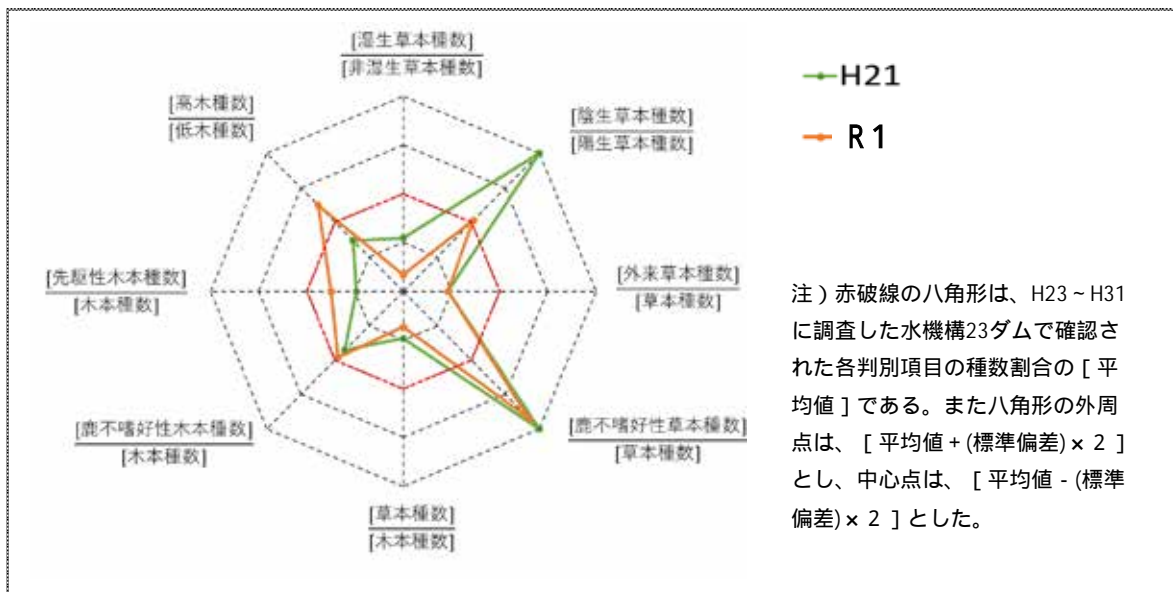 [湿生草本種数]
[非湿生草本種数]
[高木種数]
[低木種数]
[陰生草本種数]
[陽生草本種数]
[先駆性木本種数]
[木本種数]
[外来草本種数]
[草本種数]
[鹿不嗜好性木本種数]
[木本種数]
[鹿不嗜好性草本種数]
[草本種数]
[草本種数]
[木本種数]
H21
R1
注)赤破線の八角形は、H23~H31
に調査した水機構23ダムで確認さ
れた各判別項目の種数割合の[平
均値]である。また八角形の外周
点は、[平均値+(標準偏差)×2]
とし、中心点は、[平均値-(標準
偏差)×2]とした。